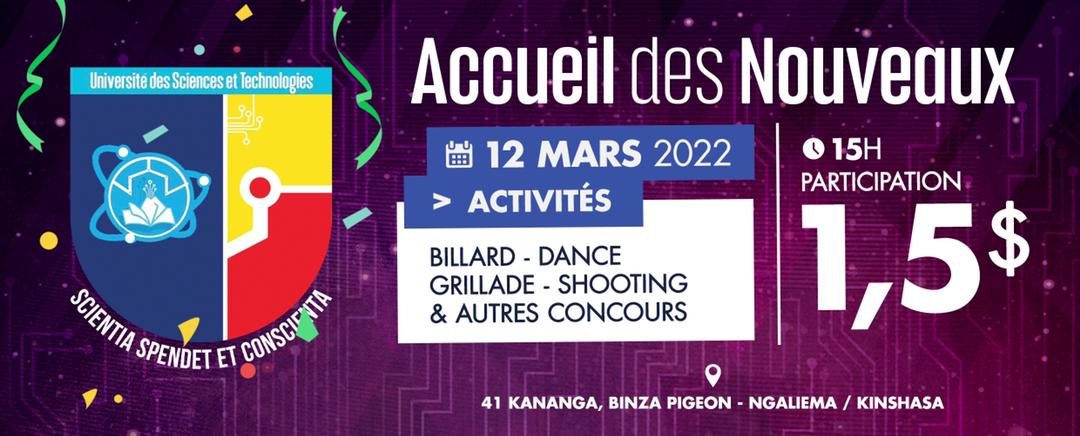 Université des Sciences et Technologies
SCIENTIA SPENDET ET CONSCIENTA
Accueil des Nouveaux
12 MARS 2022
> ACTIVITÉS
BILLARD - DANCE
GRILLADE - SHOOTING
& AUTRES CONCOURS
15H
PARTICIPATION
1,5$
41 KANANGA, BINZA PIGEON - NGALIEMA / KINSHASA